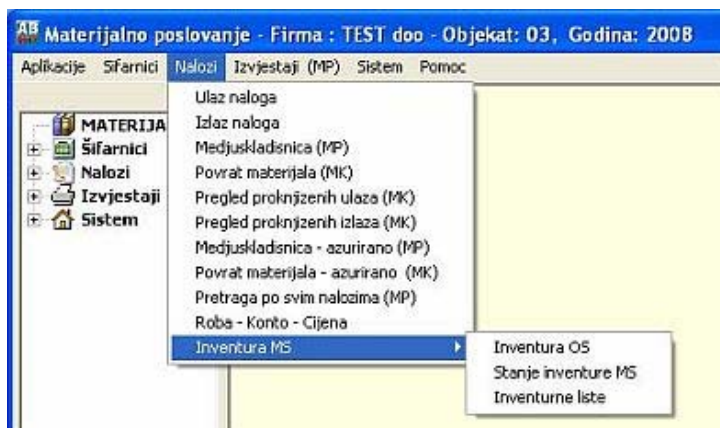 AB Materijalno poslovanje - Firma : TEST doo - Objekat: 03, Godina: 2008
Aplikacije Sifarnici Nalozi Izvjestaji (MP) Sistem Pomoc
MATERIJA
Šifarnici
Nalozi
Izvjestaji
Sistem
Ulaz naloga
Izlaz naloga
Medjuskladisnica (MP)
Povrat materijala (MK)
Pregled proknjizenih ulaza (MK)
Pregled proknjizenih izlaza (MK)
Medjuskladisnica - azurirano (MP)
Povrat materijala - azurirano (MK)
Pretraga po svim nalozima (MP)
Roba - Konto - Cijena
Inventura MS
Inventura OS
Stanje inventure MS
Inventurne liste